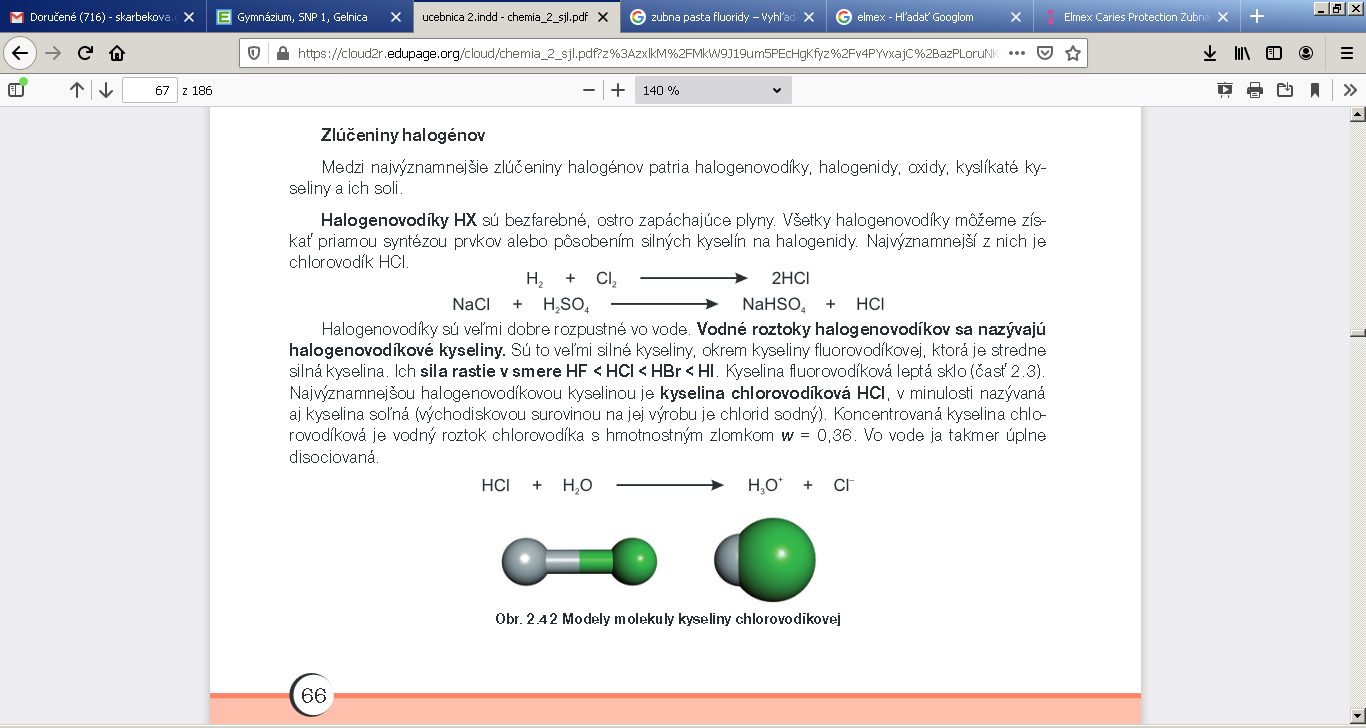 Doručené (716) - skarbekova.
Gymnázium, SNP 1, Gelnica
ucebnica 2.indd - chemia_2_sjl.pdf
zubna pasta fluoridy – Vyhľad
elmex - Hľadať Googlom
Elmex Caries Protection Zubná
https://cloud2r.edupage.org/cloud/chemia_2_sjl.pdf?z%3AzxlkM%2FMkW9J19um5PEcHgKfyz%2Fv4PYvxajC%2BazPLoruNK
67 z 186
140 %
Zlúčeniny halogénov
Medzi najvýznamnejšie zlúčeniny halogénov patria halogenovodíky, halogenidy, oxidy, kyslíkaté ky-
seliny a ich soli.
Halogenovodíky HX sú bezfarebné, ostro zapáchajúce plyny. Všetky halogenovodíky môžeme zís-
kať priamou syntézou prvkov alebo pôsobením silných kyselín na halogenidy. Najvýznamnejší z nich je
chlorovodík HCl.
H₂ + Cl₂ ⟶ 2HCl
NaCl + H₂SO₄ ⟶ NaHSO₄ + HCl
Halogenovodíky sú veľmi dobre rozpustné vo vode. Vodné roztoky halogenovodíkov sa nazývajú
halogenovodíkové kyseliny. Sú to veľmi silné kyseliny, okrem kyseliny fluorovodíkovej, ktorá je stredne
silná kyselina. Ich sila rastie v smere HF < HCl < HBr < HI. Kyselina fluorovodíková leptá sklo (časť 2.3).
Najvýznamnejšou halogenovodíkovou kyselinou je kyselina chlorovodíková HCl, v minulosti nazývaná
aj kyselina soľná (východiskovou surovinou na jej výrobu je chlorid sodný). Koncentrovaná kyselina chlo-
rovodíková je vodný roztok chlorovodíka s hmotnostným zlomkom w = 0,36. Vo vode ja takmer úplne
disociovaná.
HCl + H₂O ⟶ H₃O⁺ + Cl⁻
Obr. 2.42 Modely molekuly kyseliny chlorovodíkovej
66